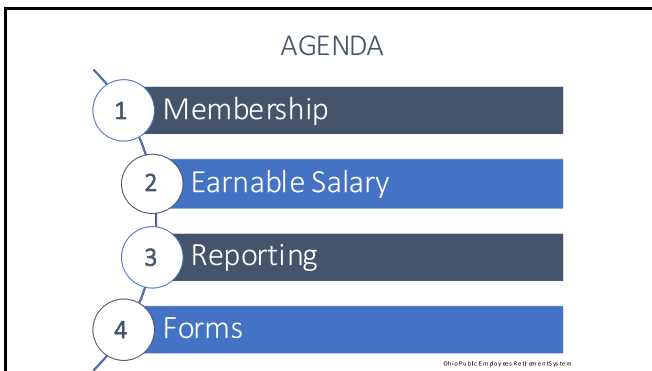 AGENDA
1 Membership
2 Earnable Salary
3 Reporting
4 Forms
Ohio Public Employees Retirement System